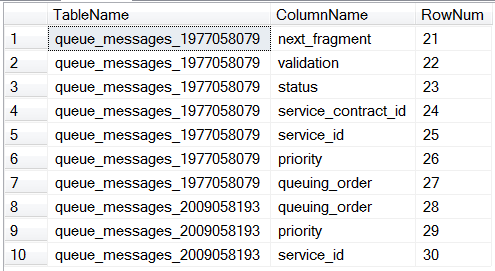 TableName ColumnName RowNum
1 queue_messages_1977058079 next_fragment 21
2 queue_messages_1977058079 validation 22
3 queue_messages_1977058079 status 23
4 queue_messages_1977058079 service_contract_id 24
5 queue_messages_1977058079 service_id 25
6 queue_messages_1977058079 priority 26
7 queue_messages_1977058079 queuing_order 27
8 queue_messages_2009058193 queuing_order 28
9 queue_messages_2009058193 priority 29
10 queue_messages_2009058193 service_id 30